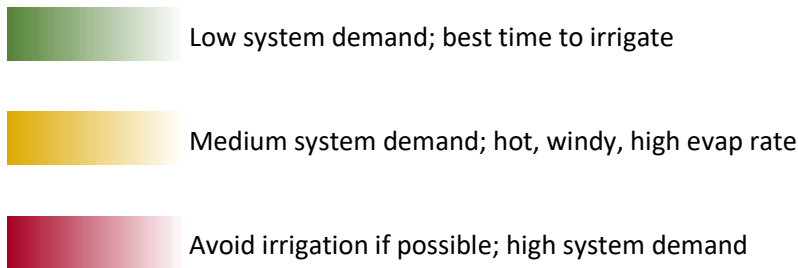 Low system demand; best time to irrigate
Medium system demand; hot, windy, high evap rate
Avoid irrigation if possible; high system demand